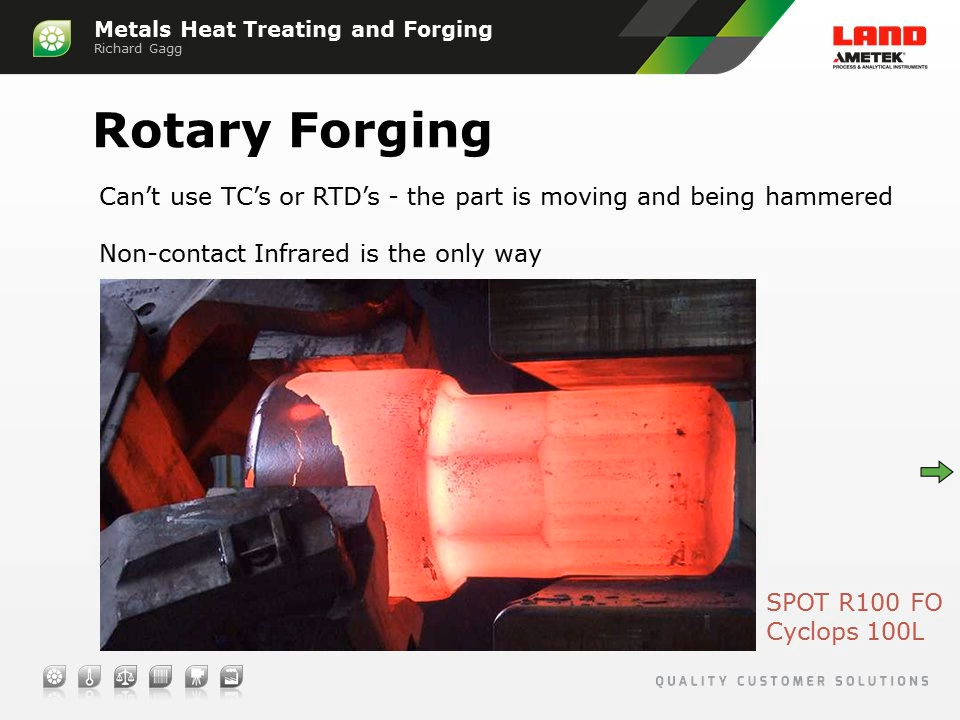 Metals Heat Treating and Forging
Richard Gagg
LAND
AMETEK®
PROCESS & ANALYTICAL INSTRUMENTS
Rotary Forging
Can’t use TC’s or RTD’s - the part is moving and being hammered
Non-contact Infrared is the only way
SPOT R100 FO
Cyclops 100L
QUALITY CUSTOMER SOLUTIONS